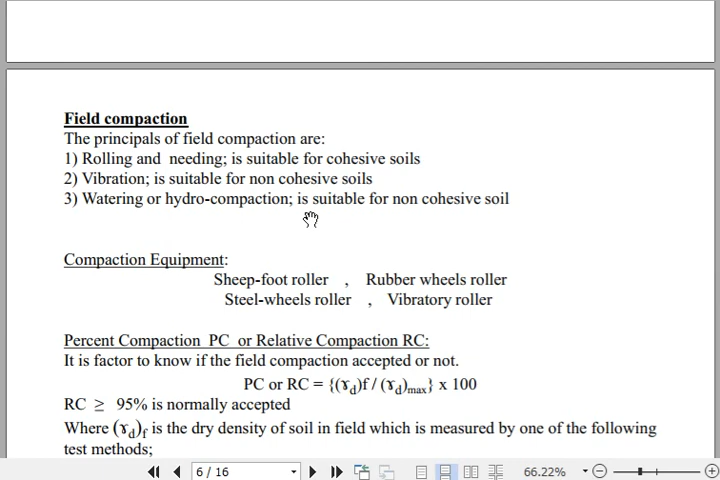 Field compaction
The principals of field compaction are:
1) Rolling and needing; is suitable for cohesive soils
2) Vibration; is suitable for non cohesive soils
3) Watering or hydro-compaction; is suitable for non cohesive soil
Compaction Equipment:
Sheep-foot roller , Rubber wheels roller
Steel-wheels roller , Vibratory roller
Percent Compaction PC or Relative Compaction RC:
It is factor to know if the field compaction accepted or not.
PC or RC = {(ɤd)f / (ɤd)max} x 100
RC ≥ 95% is normally accepted
Where (ɤd)f is the dry density of soil in field which is measured by one of the following
test methods;
6 / 16 66.22%